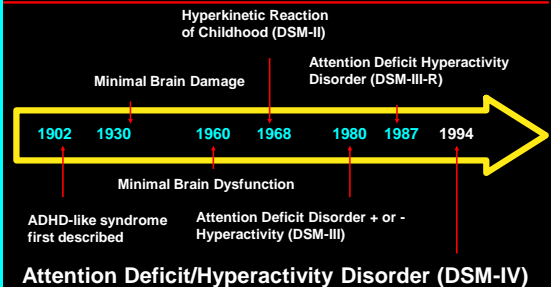 Hyperkinetic Reaction
of Childhood (DSM-II)
Attention Deficit Hyperactivity
Disorder (DSM-III-R)
Minimal Brain Damage
1902 1930 1960 1968 1980 1987 1994
Minimal Brain Dysfunction
ADHD-like syndrome
first described
Attention Deficit Disorder + or -
Hyperactivity (DSM-III)
Attention Deficit/Hyperactivity Disorder (DSM-IV)